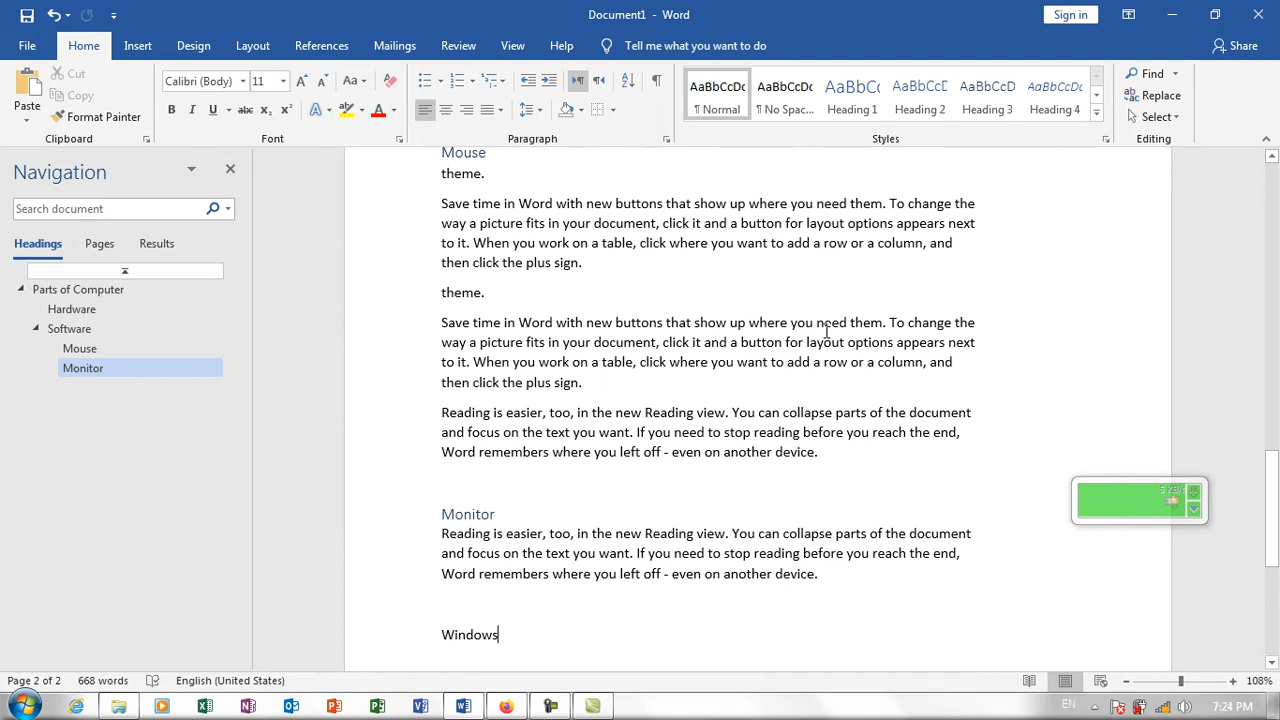 Document1 - Word
Sign in
File Home Insert Design Layout References Mailings Review View Help Tell me what you want to do Share
Paste
Cut
Copy
Format Painter
Clipboard
Calibri (Body) 11
Font
Paragraph
AaBbCcDc
¶ Normal
AaBbCcDc
¶ No Spac...
AaBbCc
Heading 1
AaBbCcD
Heading 2
AaBbCcD
Heading 3
AaBbCcDc
Heading 4
Styles
Find
Replace
Select
Editing
Navigation
Search document
Headings Pages Results
Parts of Computer
Hardware
Software
Mouse
Monitor
Mouse
theme.
Save time in Word with new buttons that show up where you need them. To change the
way a picture fits in your document, click it and a button for layout options appears next
to it. When you work on a table, click where you want to add a row or a column, and
then click the plus sign.
theme.
Save time in Word with new buttons that show up where you need them. To change the
way a picture fits in your document, click it and a button for layout options appears next
to it. When you work on a table, click where you want to add a row or a column, and
then click the plus sign.
Reading is easier, too, in the new Reading view. You can collapse parts of the document
and focus on the text you want. If you need to stop reading before you reach the end,
Word remembers where you left off - even on another device.
Monitor
Reading is easier, too, in the new Reading view. You can collapse parts of the document
and focus on the text you want. If you need to stop reading before you reach the end,
Word remembers where you left off - even on another device.
Windows
Page 2 of 2 668 words English (United States) 108%
EN 7:24 PM